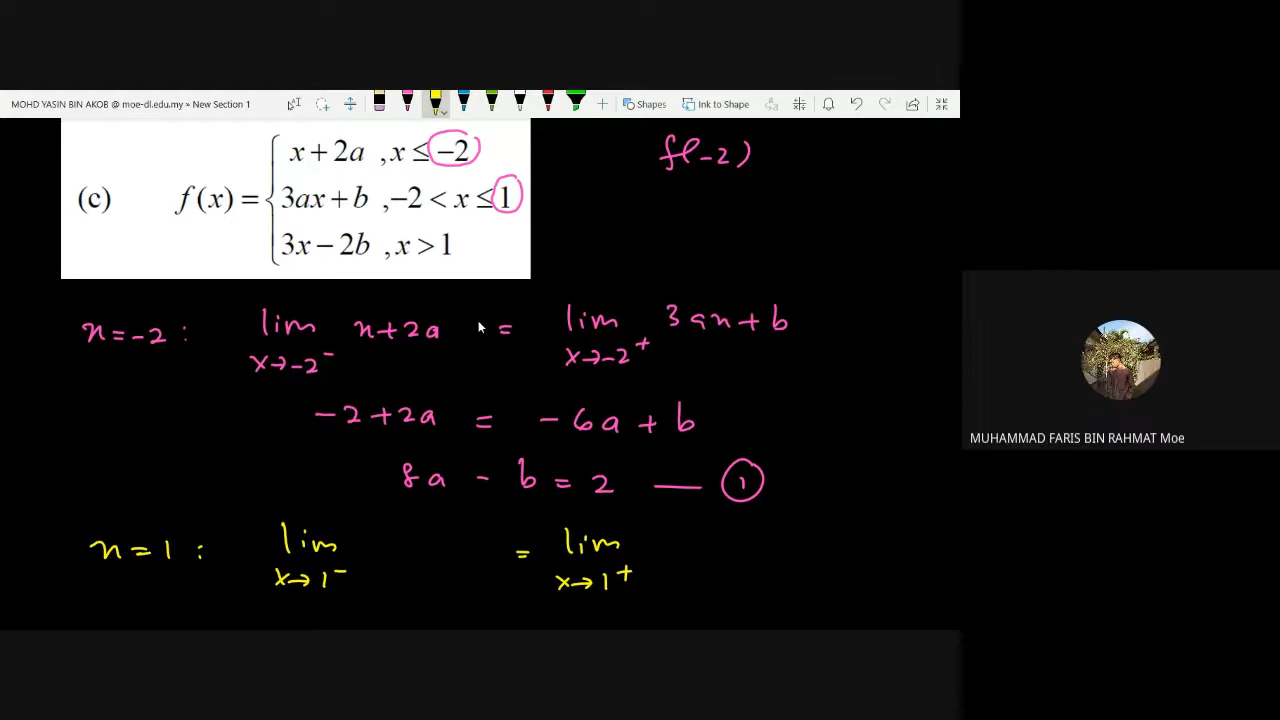 MOHD YASIN BIN AKOB @ moe-dl.edu.my » New Section 1
Shapes
Ink to Shape
(c) f(x) = { x + 2a , x ≤ −2
3ax + b , −2 < x ≤ 1
3x − 2b , x > 1
f(-2)
x = -2 : lim x→-2⁻ x + 2a = lim x→-2⁺ 3ax + b
-2 + 2a = -6a + b
8a - b = 2 — ①
x = 1 : lim x→1⁻ = lim x→1⁺
MUHAMMAD FARIS BIN RAHMAT Moe